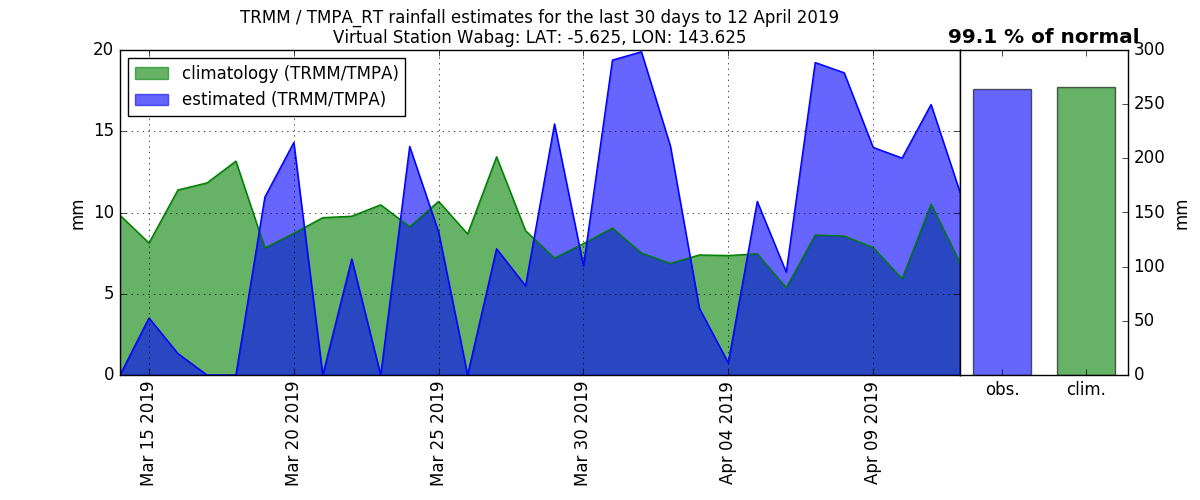 TRMM / TMPA_RT rainfall estimates for the last 30 days to 12 April 2019
Virtual Station Wabag: LAT: -5.625, LON: 143.625
99.1 % of normal
climatology (TRMM/TMPA)
estimated (TRMM/TMPA)
20
15
10
5
0
mm
300
250
200
150
100
50
0
mm
Mar 15 2019
Mar 20 2019
Mar 25 2019
Mar 30 2019
Apr 04 2019
Apr 09 2019
obs.
clim.